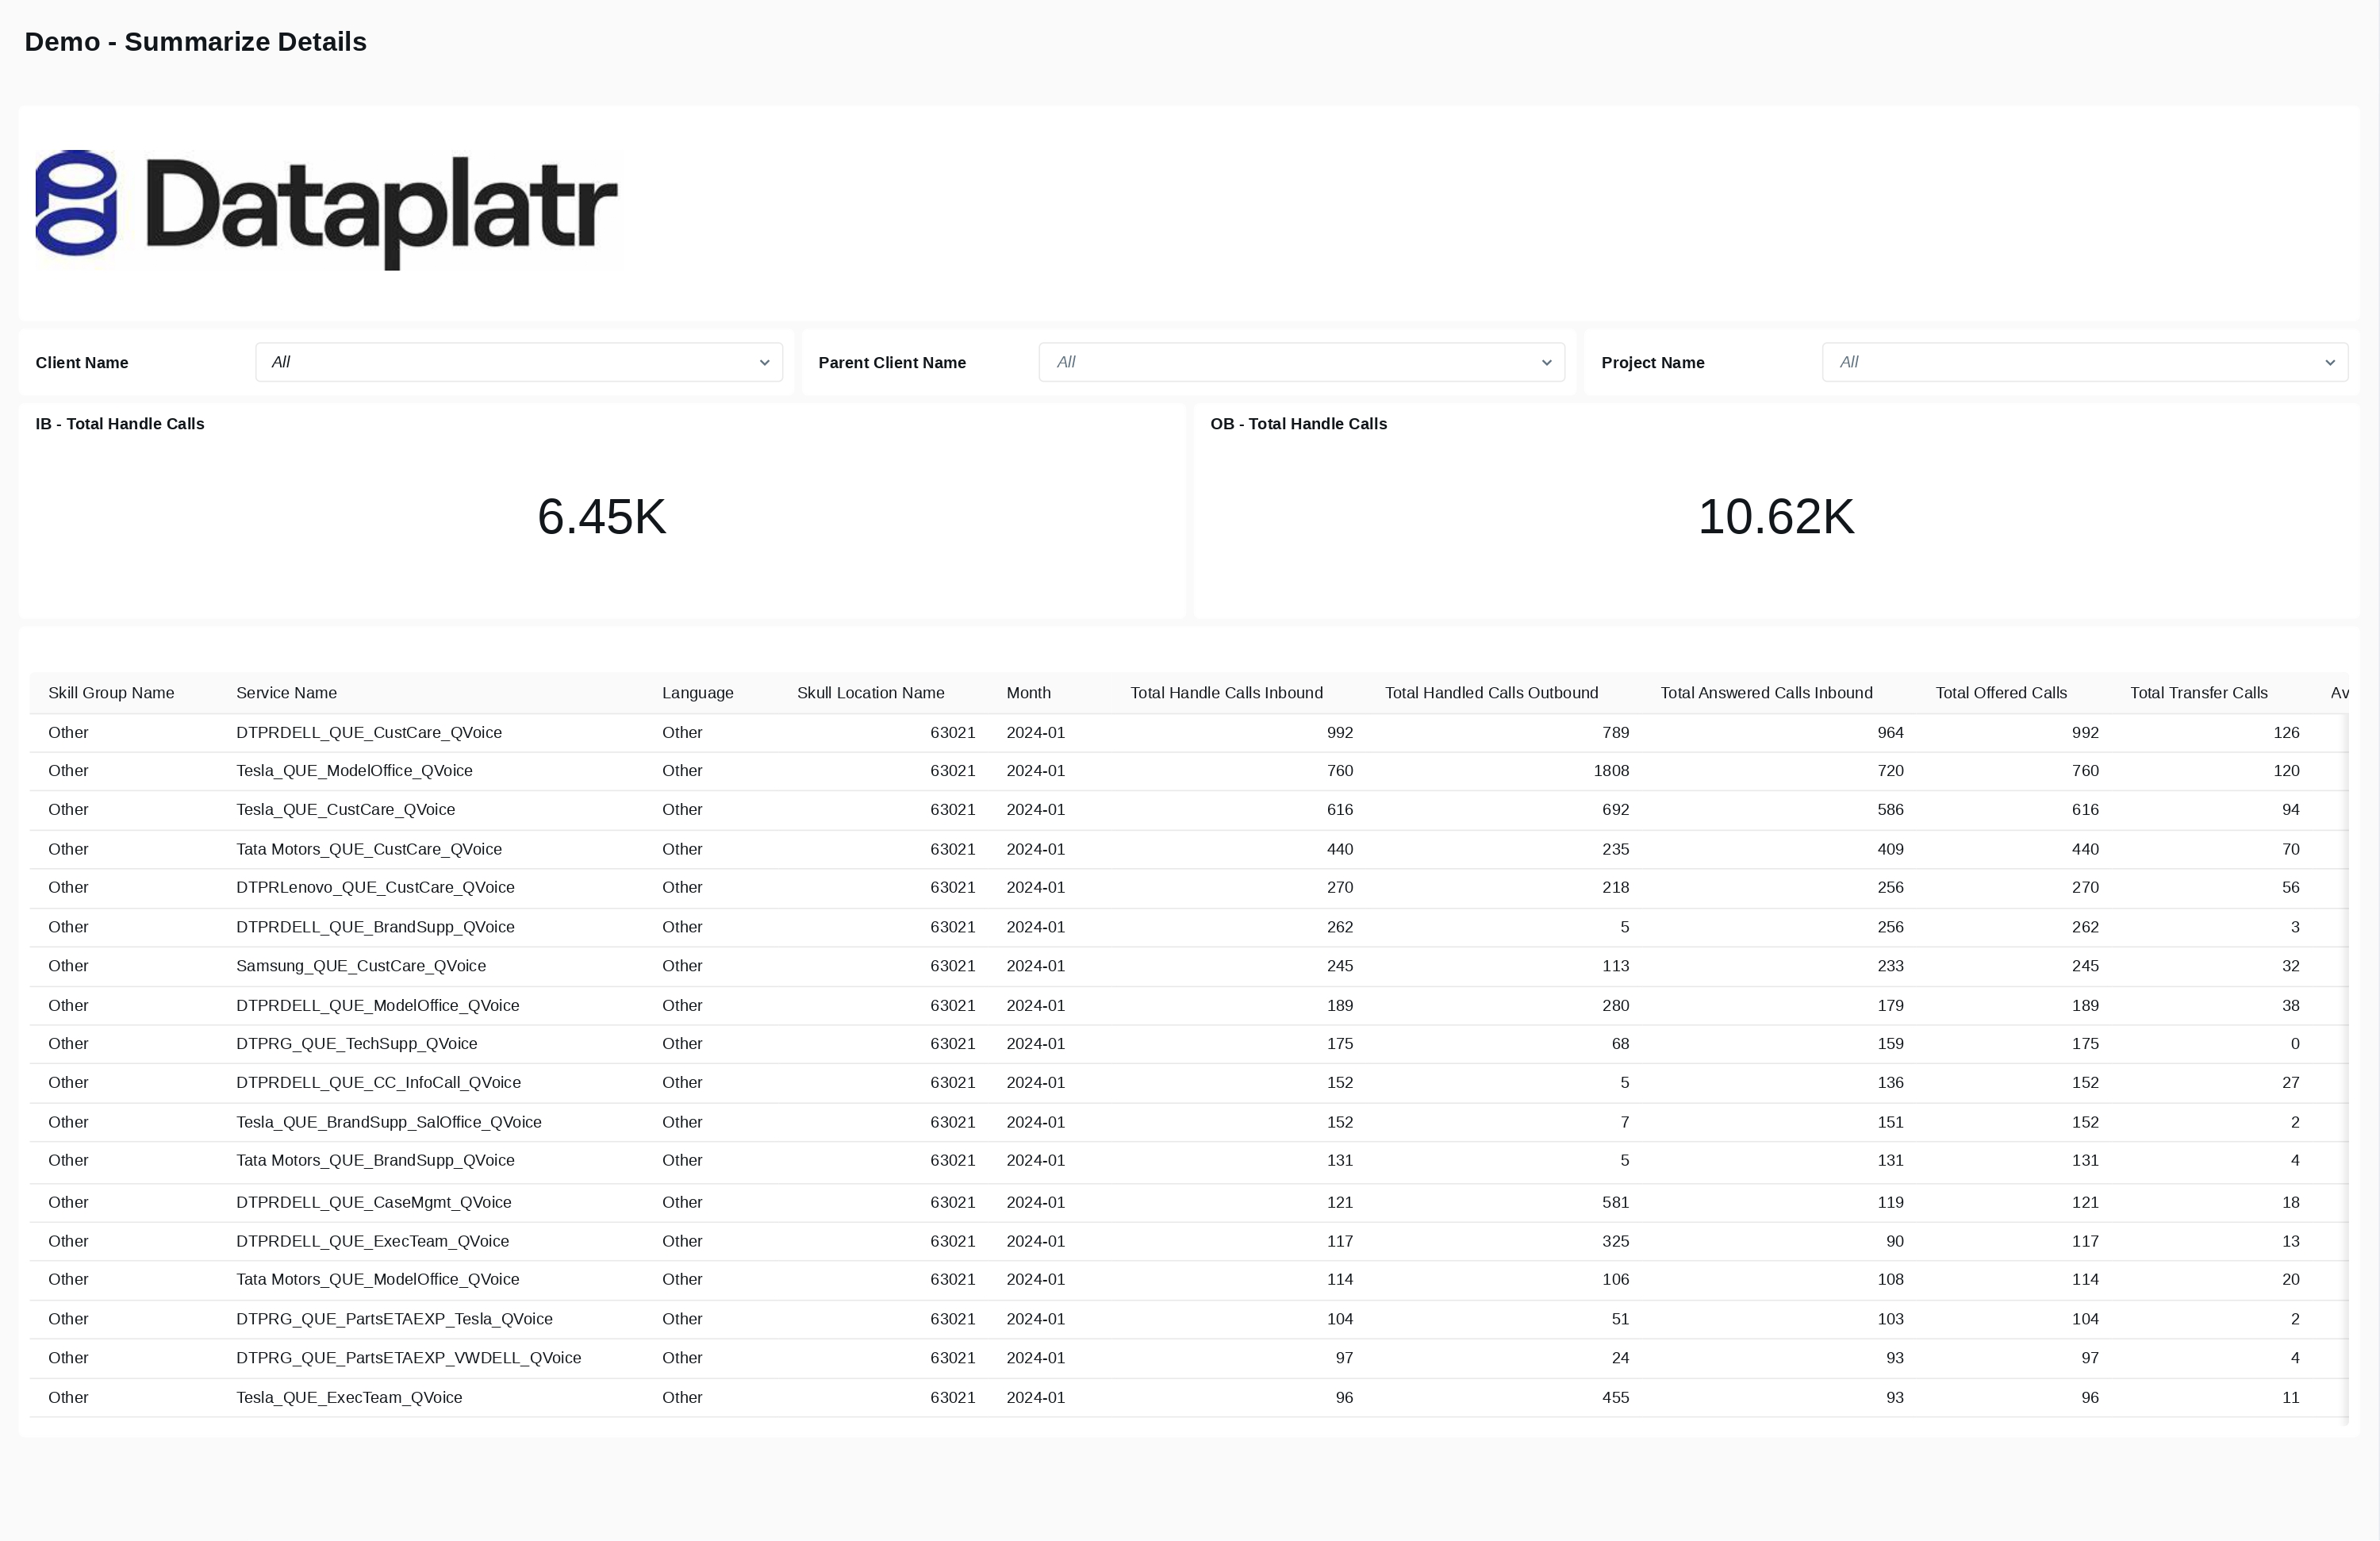 Demo - Summarize Details
Dataplatr
Client Name All Parent Client Name All Project Name All
IB - Total Handle Calls OB - Total Handle Calls
6.45K 10.62K
Skill Group Name Service Name Language Skull Location Name Month Total Handle Calls Inbound Total Handled Calls Outbound Total Answered Calls Inbound Total Offered Calls Total Transfer Calls Av
Other DTPRDELL_QUE_CustCare_QVoice Other 63021 2024-01 992 789 964 992 126
Other Tesla_QUE_ModelOffice_QVoice Other 63021 2024-01 760 1808 720 760 120
Other Tesla_QUE_CustCare_QVoice Other 63021 2024-01 616 692 586 616 94
Other Tata Motors_QUE_CustCare_QVoice Other 63021 2024-01 440 235 409 440 70
Other DTPRLenovo_QUE_CustCare_QVoice Other 63021 2024-01 270 218 256 270 56
Other DTPRDELL_QUE_BrandSupp_QVoice Other 63021 2024-01 262 5 256 262 3
Other Samsung_QUE_CustCare_QVoice Other 63021 2024-01 245 113 233 245 32
Other DTPRDELL_QUE_ModelOffice_QVoice Other 63021 2024-01 189 280 179 189 38
Other DTPRG_QUE_TechSupp_QVoice Other 63021 2024-01 175 68 159 175 0
Other DTPRDELL_QUE_CC_InfoCall_QVoice Other 63021 2024-01 152 5 136 152 27
Other Tesla_QUE_BrandSupp_SalOffice_QVoice Other 63021 2024-01 152 7 151 152 2
Other Tata Motors_QUE_BrandSupp_QVoice Other 63021 2024-01 131 5 131 131 4
Other DTPRDELL_QUE_CaseMgmt_QVoice Other 63021 2024-01 121 581 119 121 18
Other DTPRDELL_QUE_ExecTeam_QVoice Other 63021 2024-01 117 325 90 117 13
Other Tata Motors_QUE_ModelOffice_QVoice Other 63021 2024-01 114 106 108 114 20
Other DTPRG_QUE_PartsETAEXP_Tesla_QVoice Other 63021 2024-01 104 51 103 104 2
Other DTPRG_QUE_PartsETAEXP_VWDELL_QVoice Other 63021 2024-01 97 24 93 97 4
Other Tesla_QUE_ExecTeam_QVoice Other 63021 2024-01 96 455 93 96 11